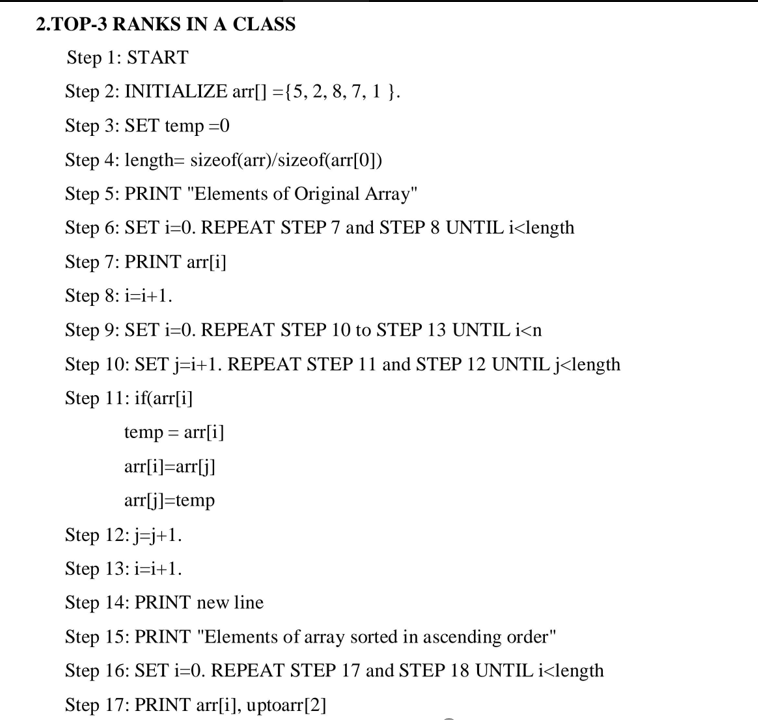 2.TOP-3 RANKS IN A CLASS
Step 1: START
Step 2: INITIALIZE arr[] ={5, 2, 8, 7, 1 }.
Step 3: SET temp =0
Step 4: length= sizeof(arr)/sizeof(arr[0])
Step 5: PRINT "Elements of Original Array"
Step 6: SET i=0. REPEAT STEP 7 and STEP 8 UNTIL i<length
Step 7: PRINT arr[i]
Step 8: i=i+1.
Step 9: SET i=0. REPEAT STEP 10 to STEP 13 UNTIL i<n
Step 10: SET j=i+1. REPEAT STEP 11 and STEP 12 UNTIL j<length
Step 11: if(arr[i]
temp = arr[i]
arr[i]=arr[j]
arr[j]=temp
Step 12: j=j+1.
Step 13: i=i+1.
Step 14: PRINT new line
Step 15: PRINT "Elements of array sorted in ascending order"
Step 16: SET i=0. REPEAT STEP 17 and STEP 18 UNTIL i<length
Step 17: PRINT arr[i], uptoarr[2]